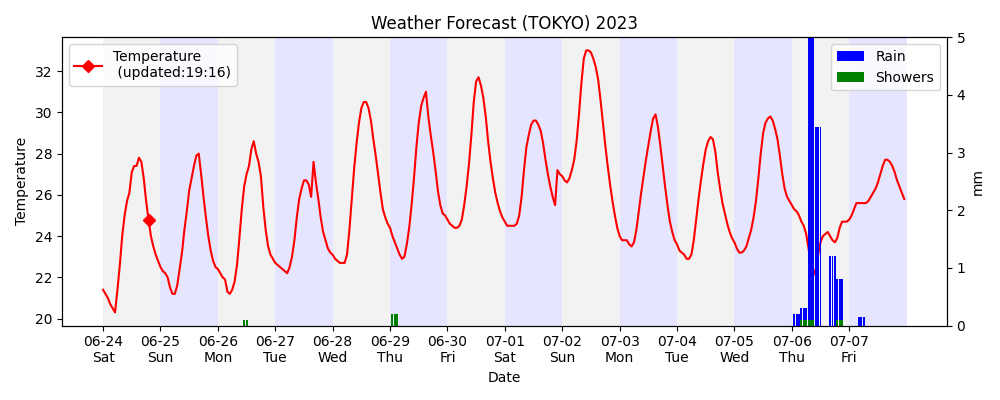 Weather Forecast (TOKYO) 2023
Temperature
(updated:19:16)
Rain
Showers
Temperature
32
30
28
26
24
22
20
5
4
3
2
1
0
mm
06-24 06-25 06-26 06-27 06-28 06-29 06-30 07-01 07-02 07-03 07-04 07-05 07-06 07-07
Sat Sun Mon Tue Wed Thu Fri Sat Sun Mon Tue Wed Thu Fri
Date